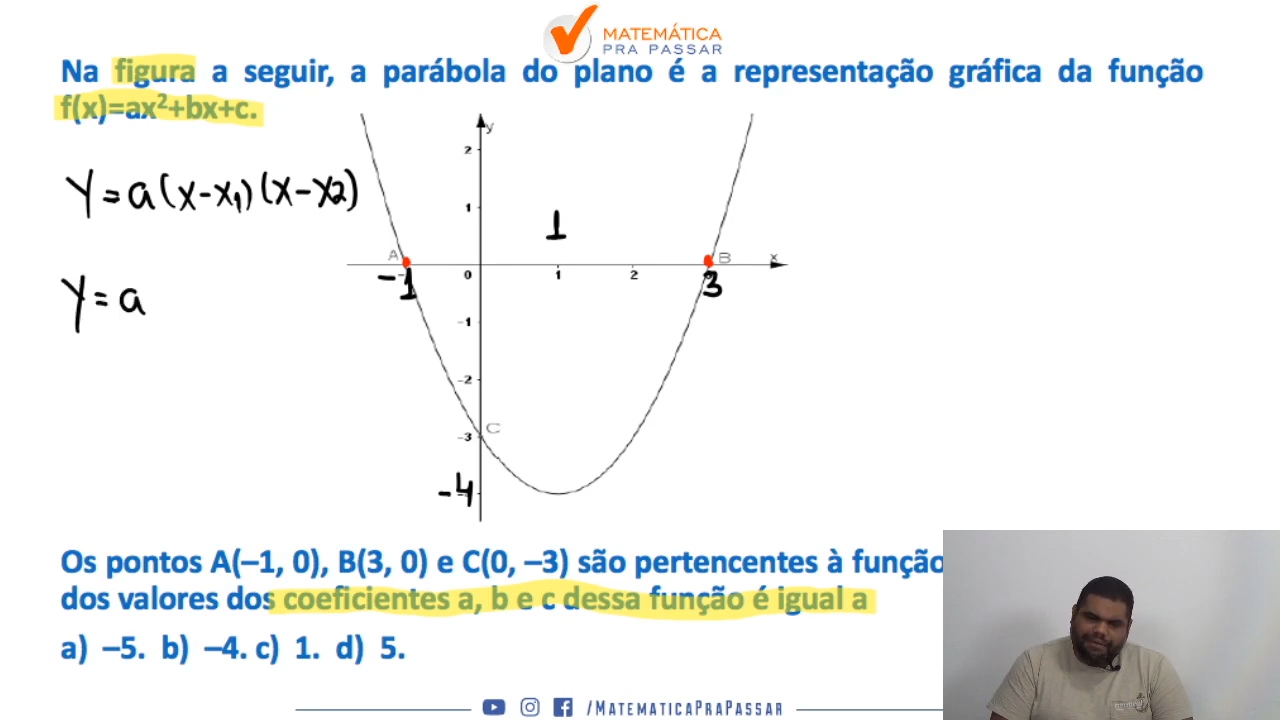 MATEMÁTICA
PRA PASSAR
Na figura a seguir, a parábola do plano é a representação gráfica da função
f(x)=ax²+bx+c.
y
2
Y=a(x-x₁)(x-x2)
1
1
A
B
x
-1
0
1
2
3
Y=a
-1
-2
-3
C
-4
Os pontos A(–1, 0), B(3, 0) e C(0, –3) são pertencentes à função
dos valores dos coeficientes a, b e c dessa função é igual a
a) –5. b) –4. c) 1. d) 5.
/MatematicaPraPassar